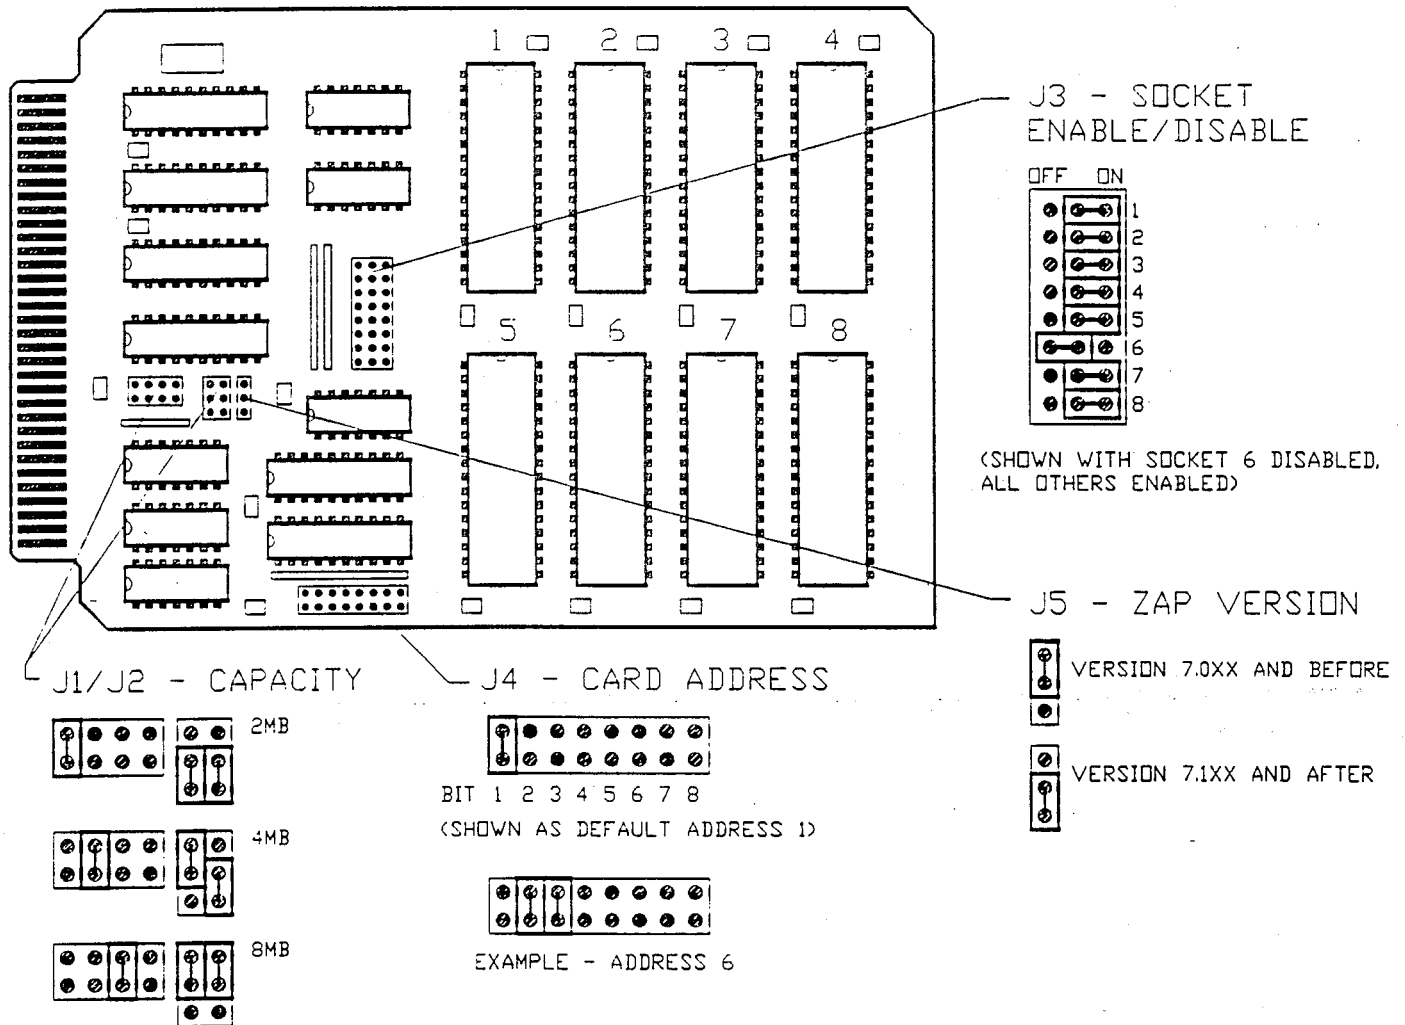 1 2 3 4
J3 - SOCKET
ENABLE/DISABLE
OFF ON
1
2
3
4
5
6
7
8
(SHOWN WITH SOCKET 6 DISABLED,
ALL OTHERS ENABLED)
5 6 7 8
J5 - ZAP VERSION
VERSION 7.0XX AND BEFORE
VERSION 7.1XX AND AFTER
J1/J2 - CAPACITY
2MB
4MB
8MB
J4 - CARD ADDRESS
BIT 1 2 3 4 5 6 7 8
(SHOWN AS DEFAULT ADDRESS 1)
EXAMPLE - ADDRESS 6